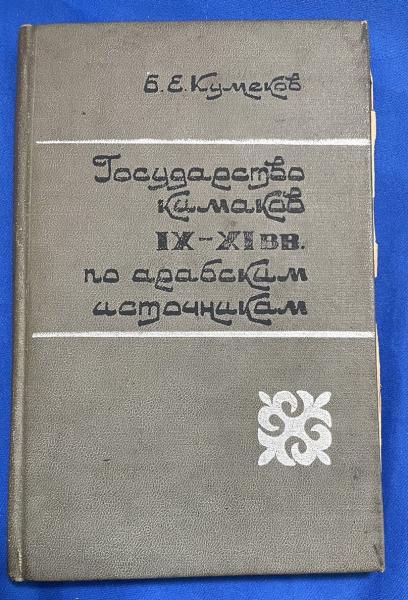 Б. Е. Кумеков
Государство
кимаков
IX–XI вв.
по арабским
источникам